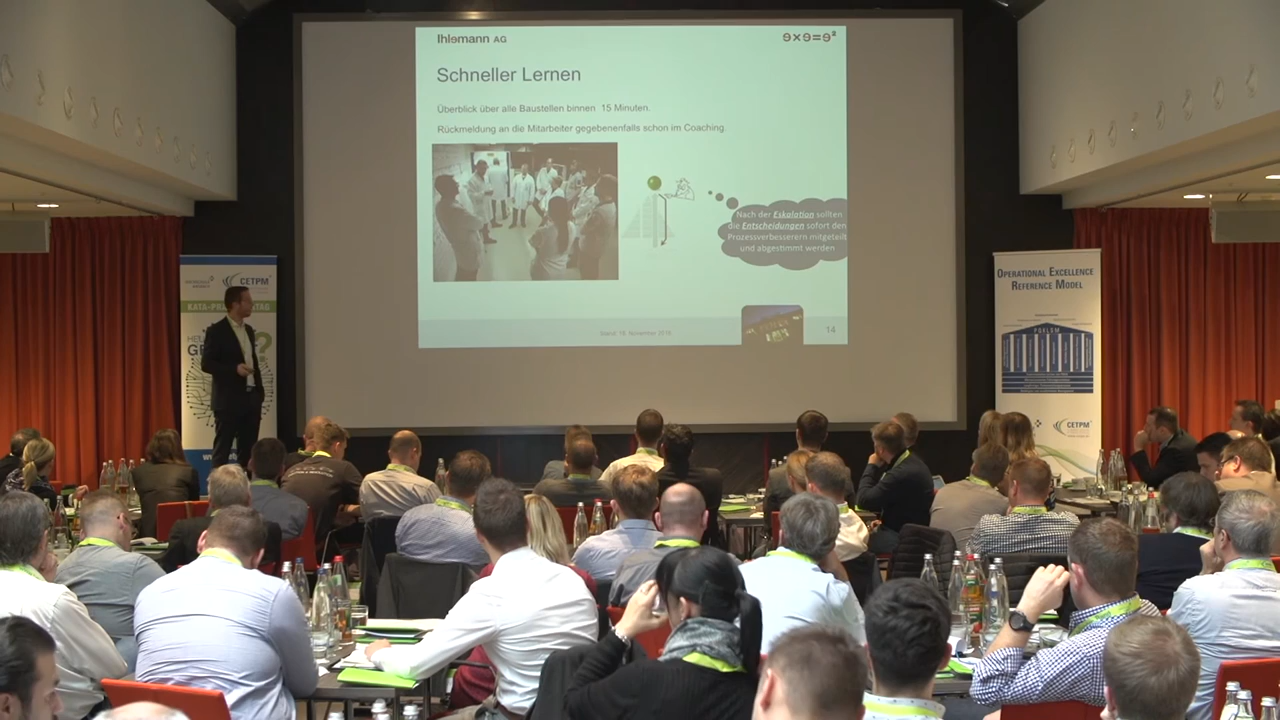 Ihlemann AG
e×e=e²
Schneller Lernen
Überblick über alle Baustellen binnen 15 Minuten.
Rückmeldung an die Mitarbeiter gegebenenfalls schon im Coaching.
Nach der Eskalation sollten
die Entscheidungen sofort den
Prozessverbesserern mitgeteilt
und abgestimmt werden
14
CETPM
OPERATIONAL EXCELLENCE
REFERENCE MODEL
CETPM